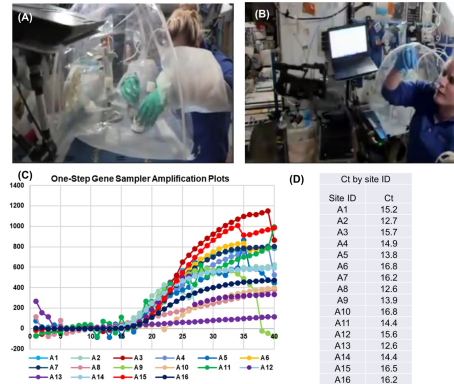 (A)
(B)
(C)
One-Step Gene Sampler Amplification Plots
1400
1200
1000
800
600
400
200
0
-200
0 5 10 15 20 25 30 35 40
A1 A2 A3 A4 A5 A6
A7 A8 A9 A10 A11 A12
A13 A14 A15 A16
(D)
Ct by site ID
Site ID Ct
A1 15.2
A2 12.7
A3 15.7
A4 14.9
A5 13.8
A6 16.8
A7 16.2
A8 12.6
A9 13.9
A10 16.8
A11 14.4
A12 15.6
A13 12.6
A14 14.4
A15 16.5
A16 16.2